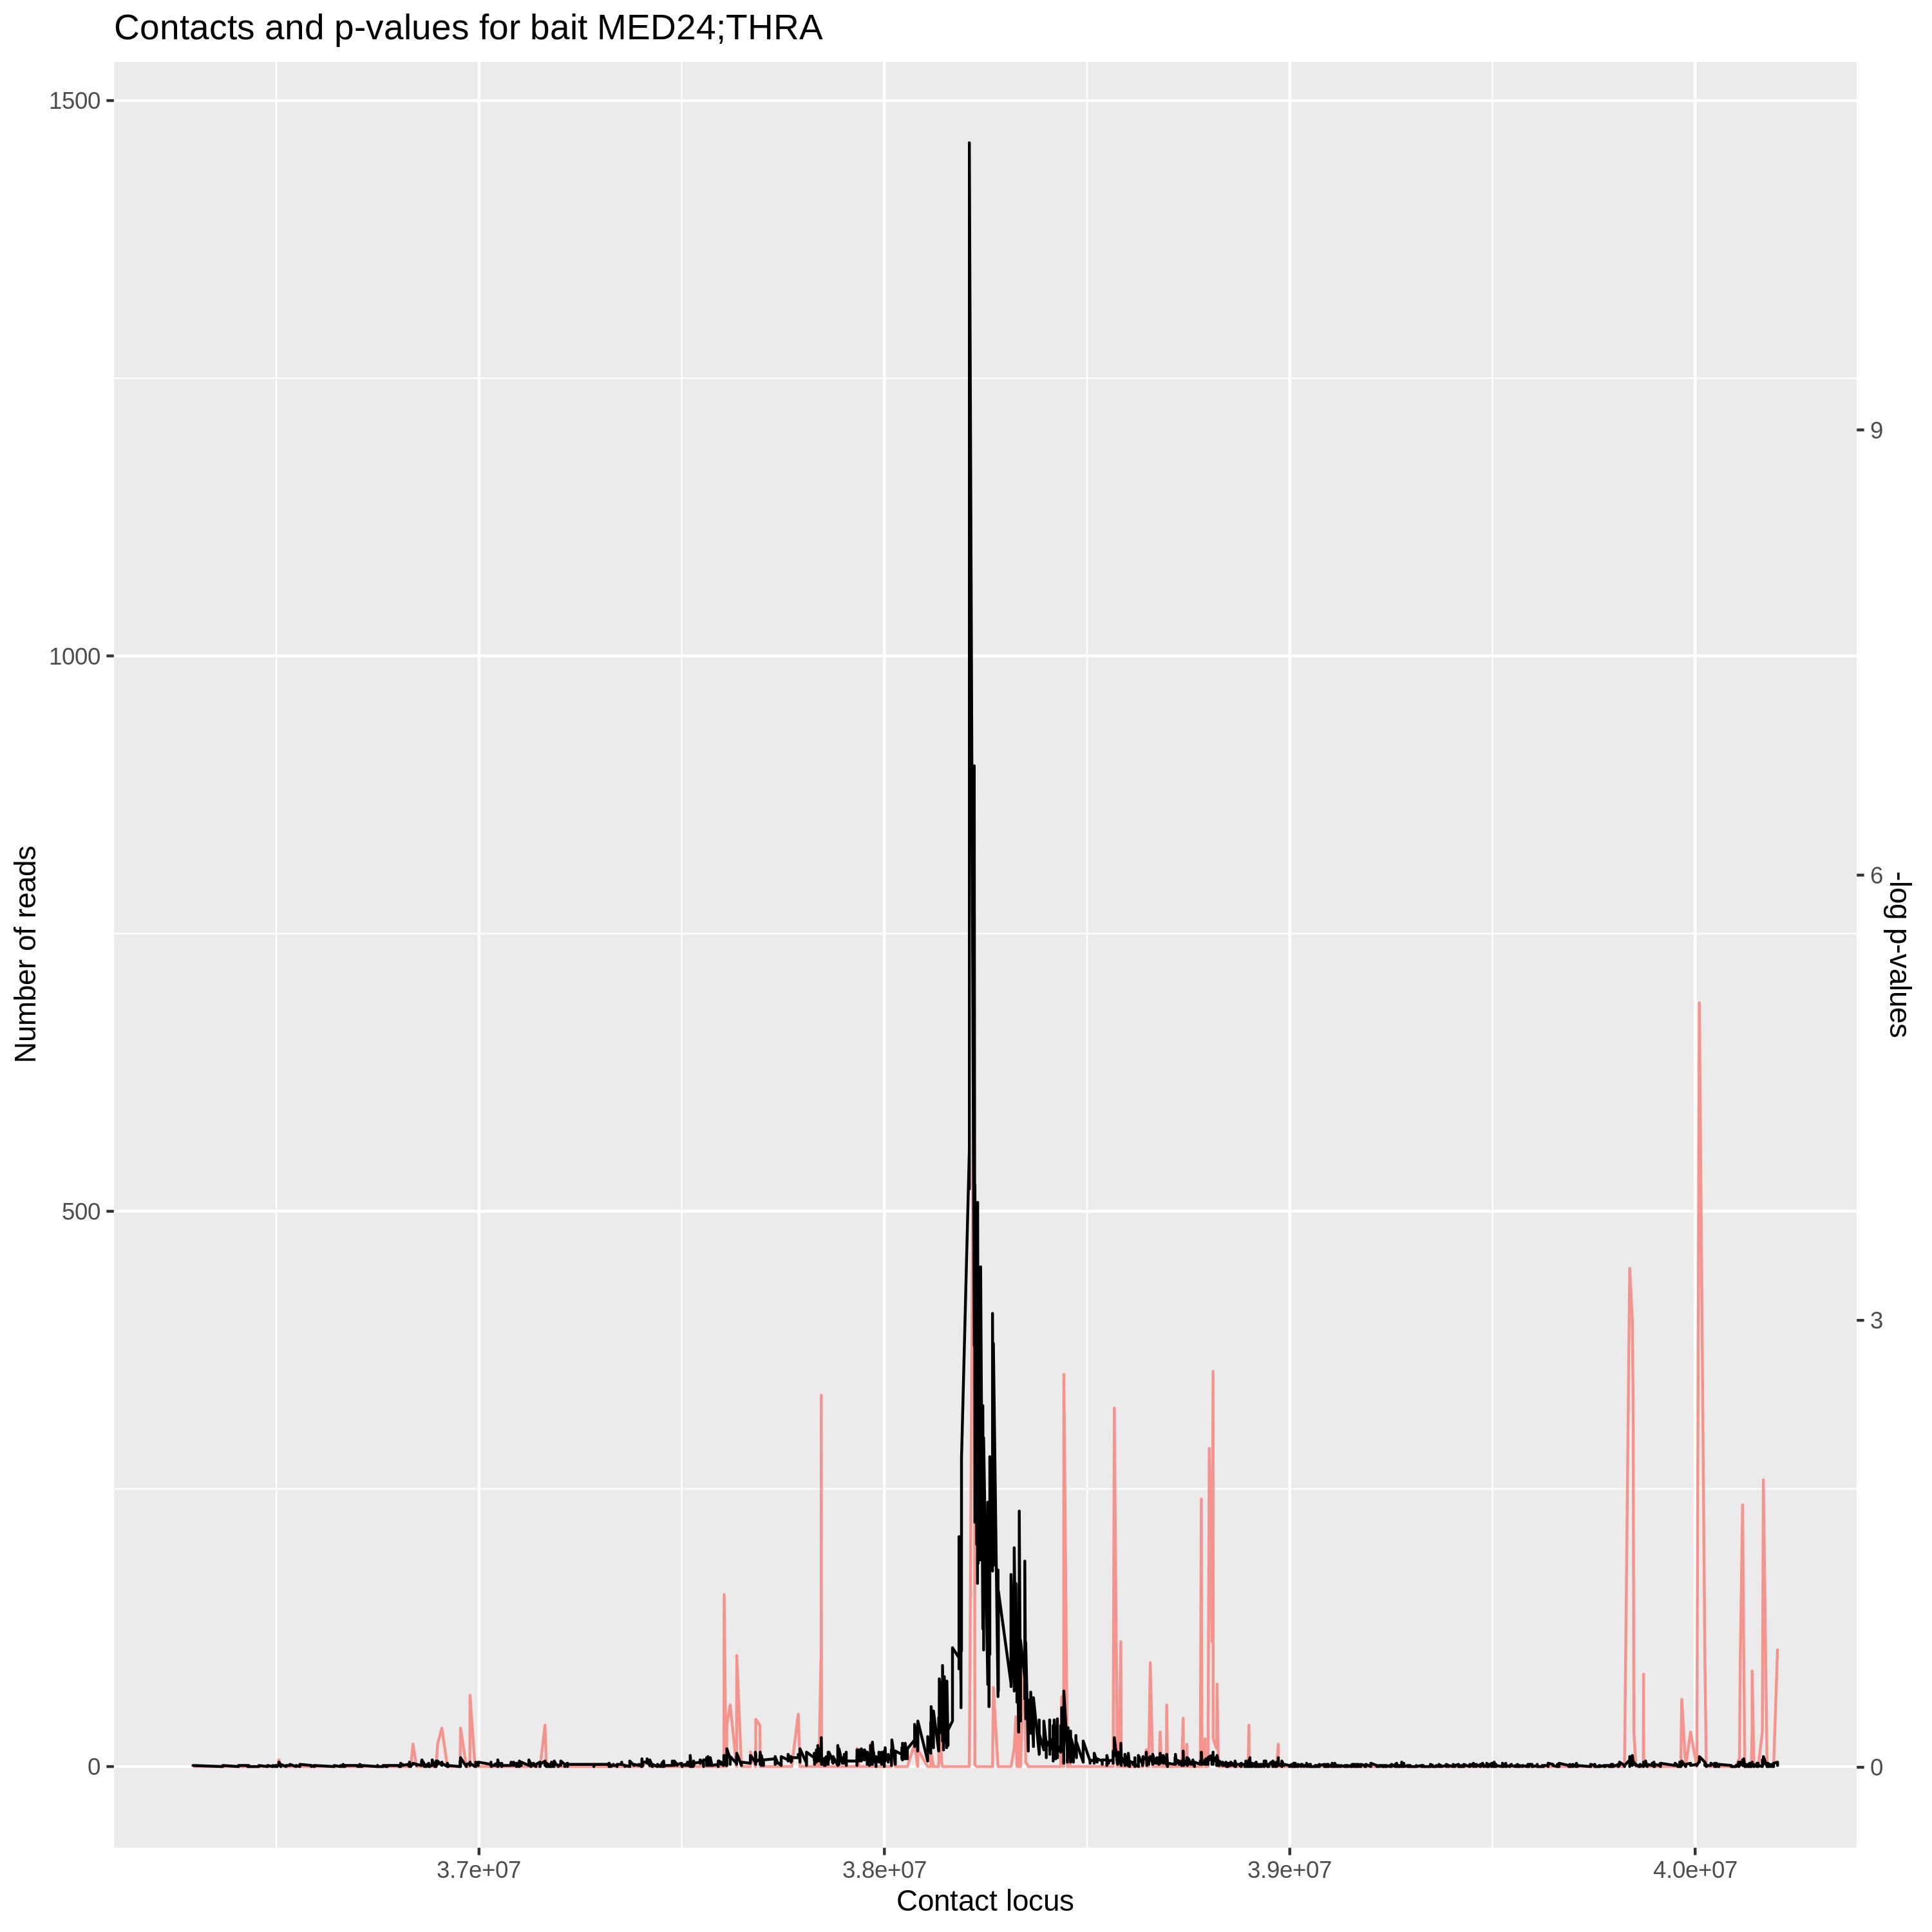 Contacts and p-values for bait MED24;THRA
1500
1000
500
0
Number of reads
9
6
3
0
-log p-values
3.7e+07
3.8e+07
3.9e+07
4.0e+07
Contact locus